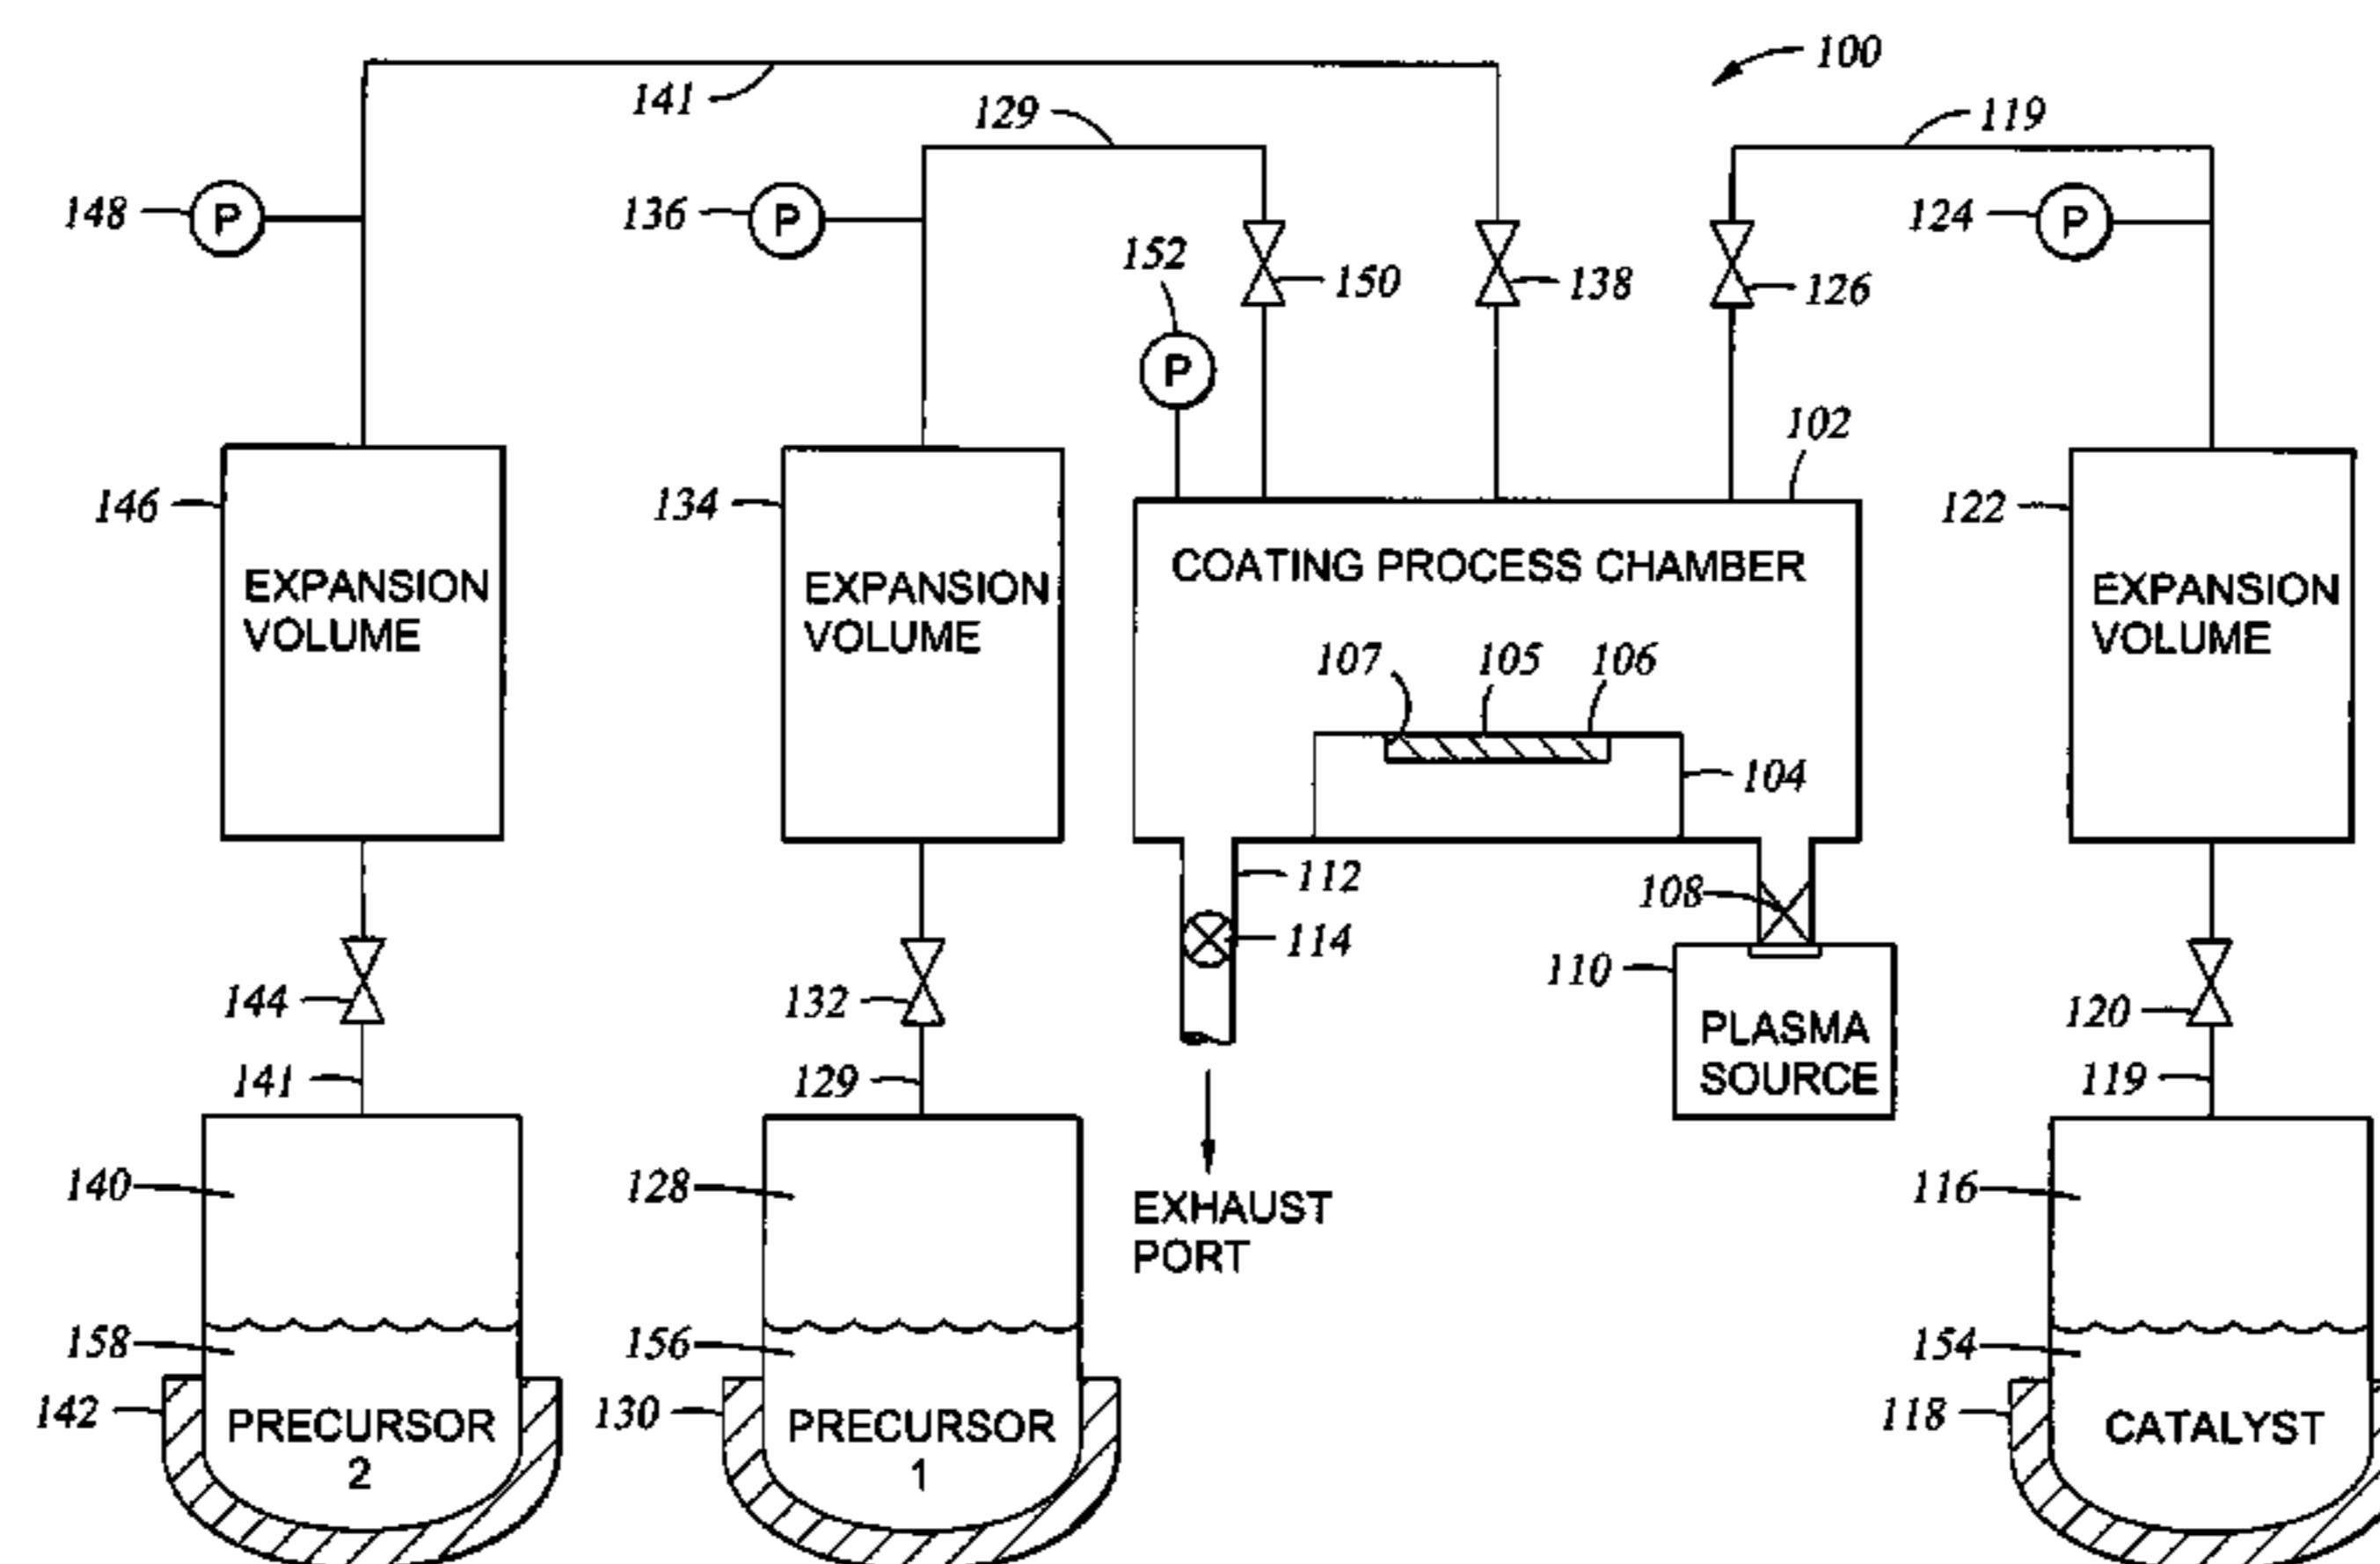 100
141
129
119
148
P
136
P
152
P
150
138
126
124
P
102
146
EXPANSION
VOLUME
134
EXPANSION
VOLUME
COATING PROCESS CHAMBER
107
105
106
104
122
EXPANSION
VOLUME
112
114
108
110
PLASMA
SOURCE
144
132
120
141
129
119
140
128
EXHAUST
PORT
116
158
156
154
142
PRECURSOR
2
130
PRECURSOR
1
118
CATALYST